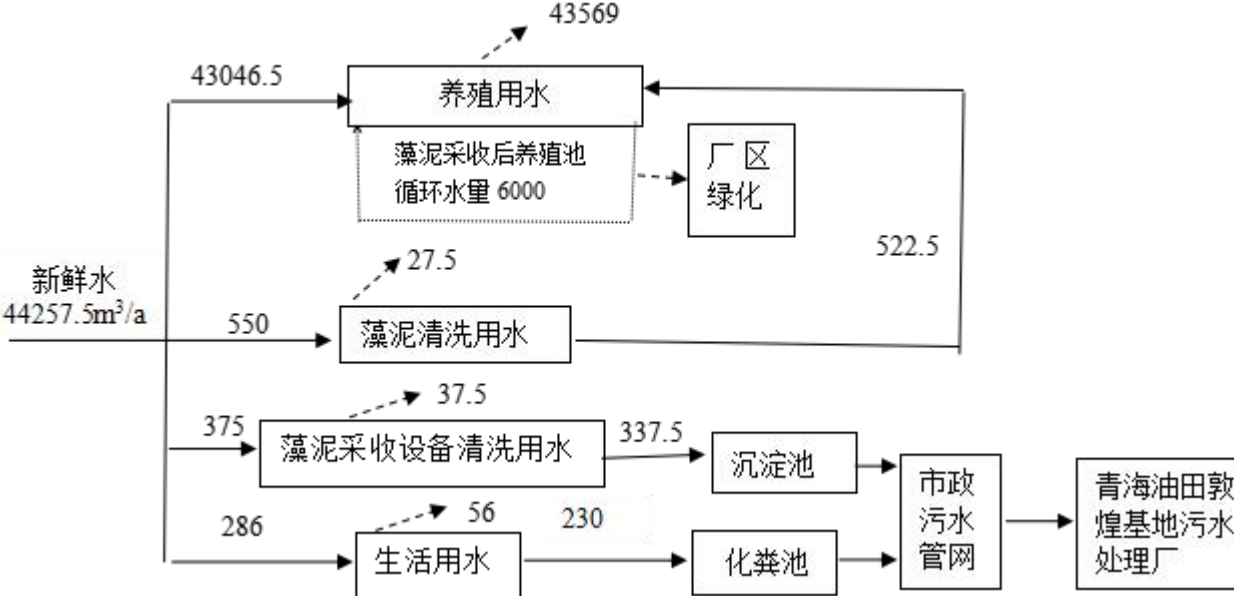 43569
43046.5
养殖用水
藻泥采收后养殖池
循环水量 6000
厂 区
绿化
522.5
新鲜水
44257.5m³/a
27.5
550
藻泥清洗用水
37.5
375
藻泥采收设备清洗用水
337.5
沉淀池
市政
污水
管网
青海油田敦
煌基地污水
处理厂
286
56
230
生活用水
化粪池